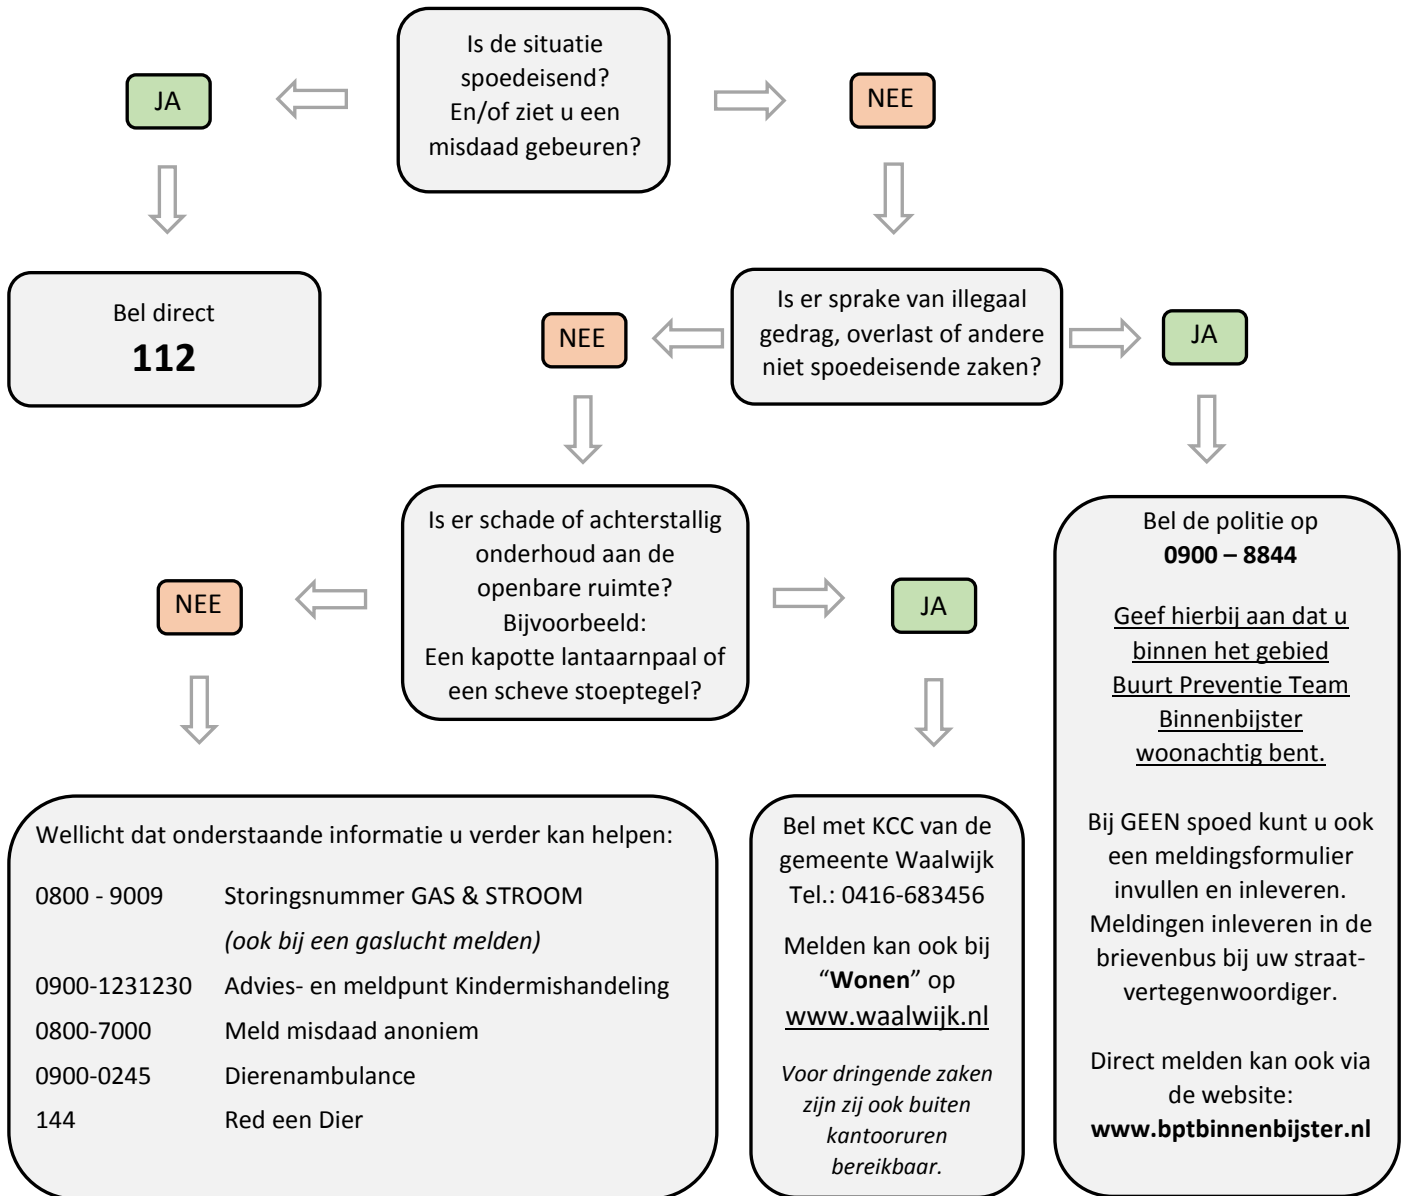 Is de situatie
spoedeisend?
En/of ziet u een
misdaad gebeuren?
JA
NEE
Bel direct
112
Is er sprake van illegaal
gedrag, overlast of andere
niet spoedeisende zaken?
NEE
JA
Is er schade of achterstallig
onderhoud aan de
openbare ruimte?
Bijvoorbeeld:
Een kapotte lantaarnpaal of
een scheve stoeptegel?
NEE
JA
Bel de politie op
0900 – 8844
Geef hierbij aan dat u
binnen het gebied
Buurt Preventie Team
Binnenbijster
woonachtig bent.
Bij GEEN spoed kunt u ook
een meldingsformulier
invullen en inleveren.
Meldingen inleveren in de
brievenbus bij uw straat-
vertegenwoordiger.
Direct melden kan ook via
de website:
www.bptbinnenbijster.nl
Wellicht dat onderstaande informatie u verder kan helpen:
0800 - 9009 Storingsnummer GAS & STROOM
(ook bij een gaslucht melden)
0900-1231230 Advies- en meldpunt Kindermishandeling
0800-7000 Meld misdaad anoniem
0900-0245 Dierenambulance
144 Red een Dier
Bel met KCC van de
gemeente Waalwijk
Tel.: 0416-683456
Melden kan ook bij
“Wonen” op
www.waalwijk.nl
Voor dringende zaken
zijn zij ook buiten
kantooruren
bereikbaar.